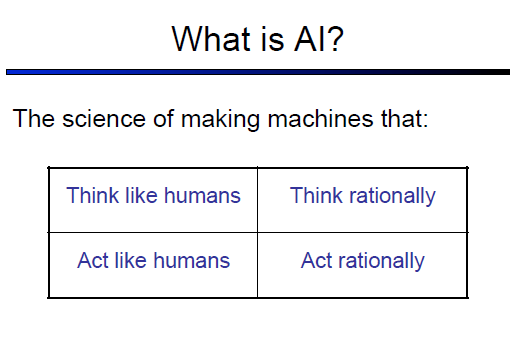 What is AI?
The science of making machines that:
Think like humans Think rationally
Act like humans Act rationally